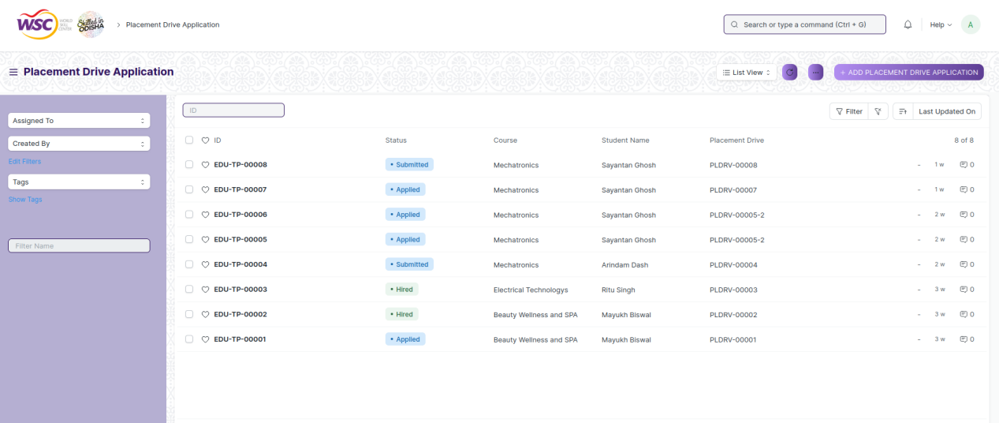 WSC WORLD SKILL CENTER Skilled in ODISHA > Placement Drive Application Search or type a command (Ctrl + G) Help A
Placement Drive Application List View ... + ADD PLACEMENT DRIVE APPLICATION
Assigned To
Created By
Edit Filters
Tags
Show Tags
Filter Name
ID Filter Last Updated On
ID Status Course Student Name Placement Drive 8 of 8
EDU-TP-00008 • Submitted Mechatronics Sayantan Ghosh PLDRV-00008 - 1 w 0
EDU-TP-00007 • Applied Mechatronics Sayantan Ghosh PLDRV-00007 - 1 w 0
EDU-TP-00006 • Applied Mechatronics Sayantan Ghosh PLDRV-00005-2 - 2 w 0
EDU-TP-00005 • Applied Mechatronics Sayantan Ghosh PLDRV-00005-2 - 2 w 0
EDU-TP-00004 • Submitted Mechatronics Arindam Dash PLDRV-00004 - 2 w 0
EDU-TP-00003 • Hired Electrical Technologys Ritu Singh PLDRV-00003 - 3 w 0
EDU-TP-00002 • Hired Beauty Wellness and SPA Mayukh Biswal PLDRV-00002 - 3 w 0
EDU-TP-00001 • Applied Beauty Wellness and SPA Mayukh Biswal PLDRV-00001 - 3 w 0